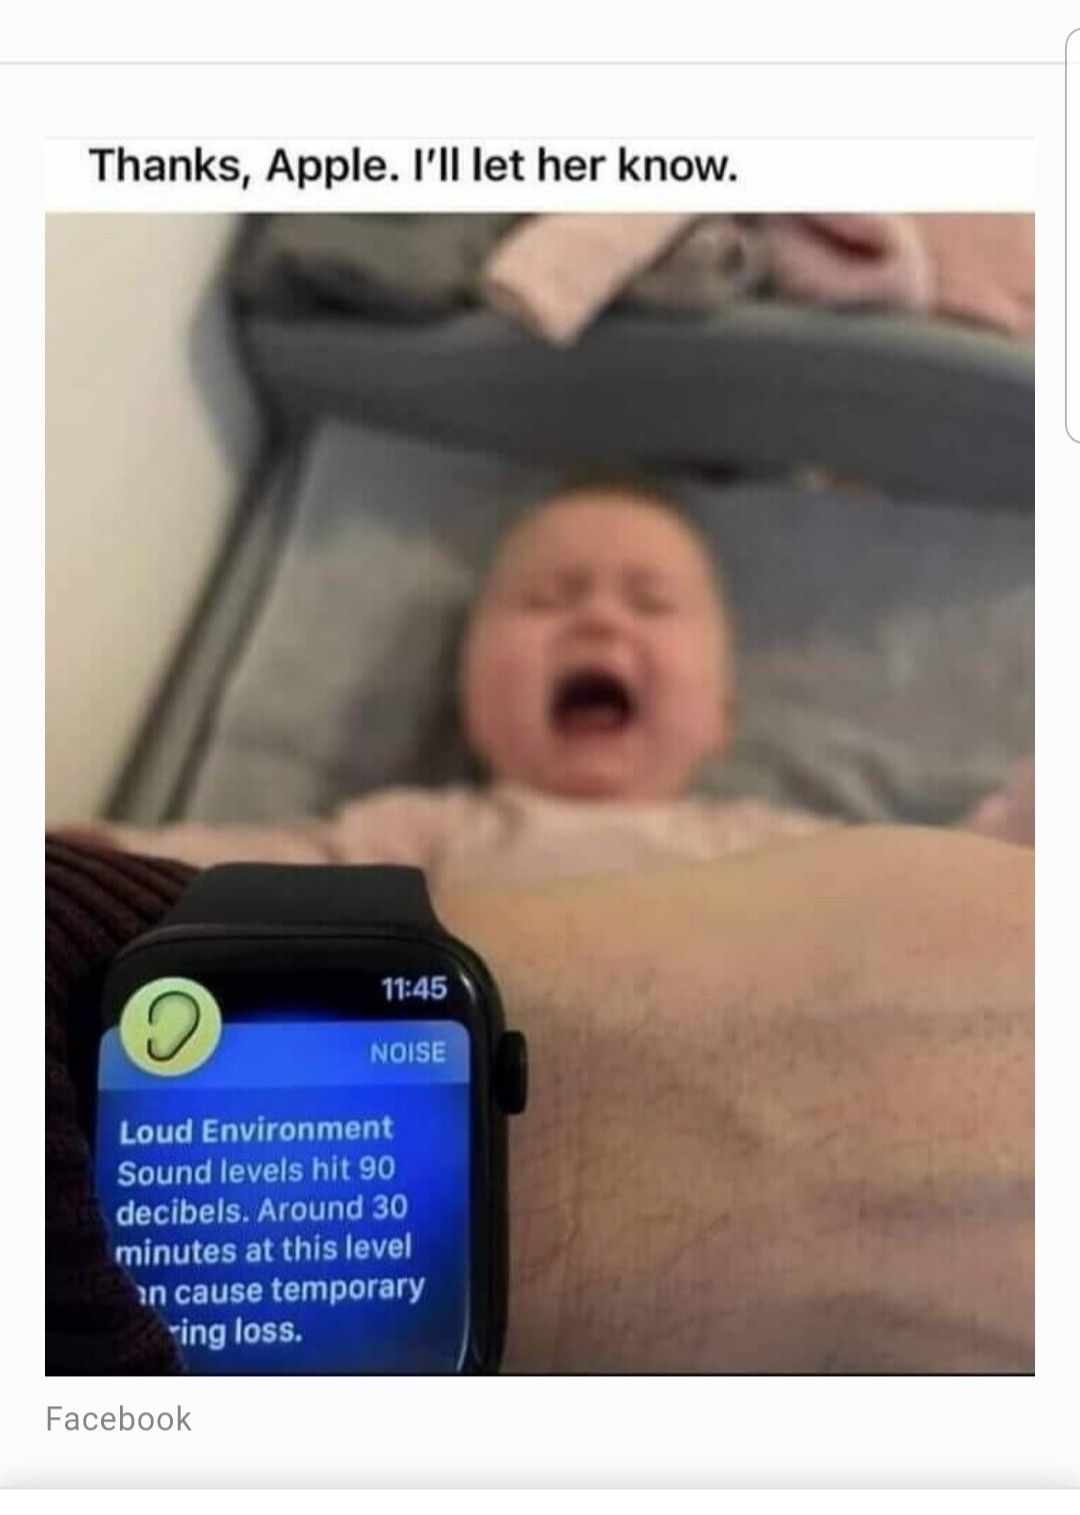 Thanks, Apple. I'll let her know.
11:45
NOISE
Loud Environment
Sound levels hit 90
decibels. Around 30
minutes at this level
cause temporary
loss.
Facebook